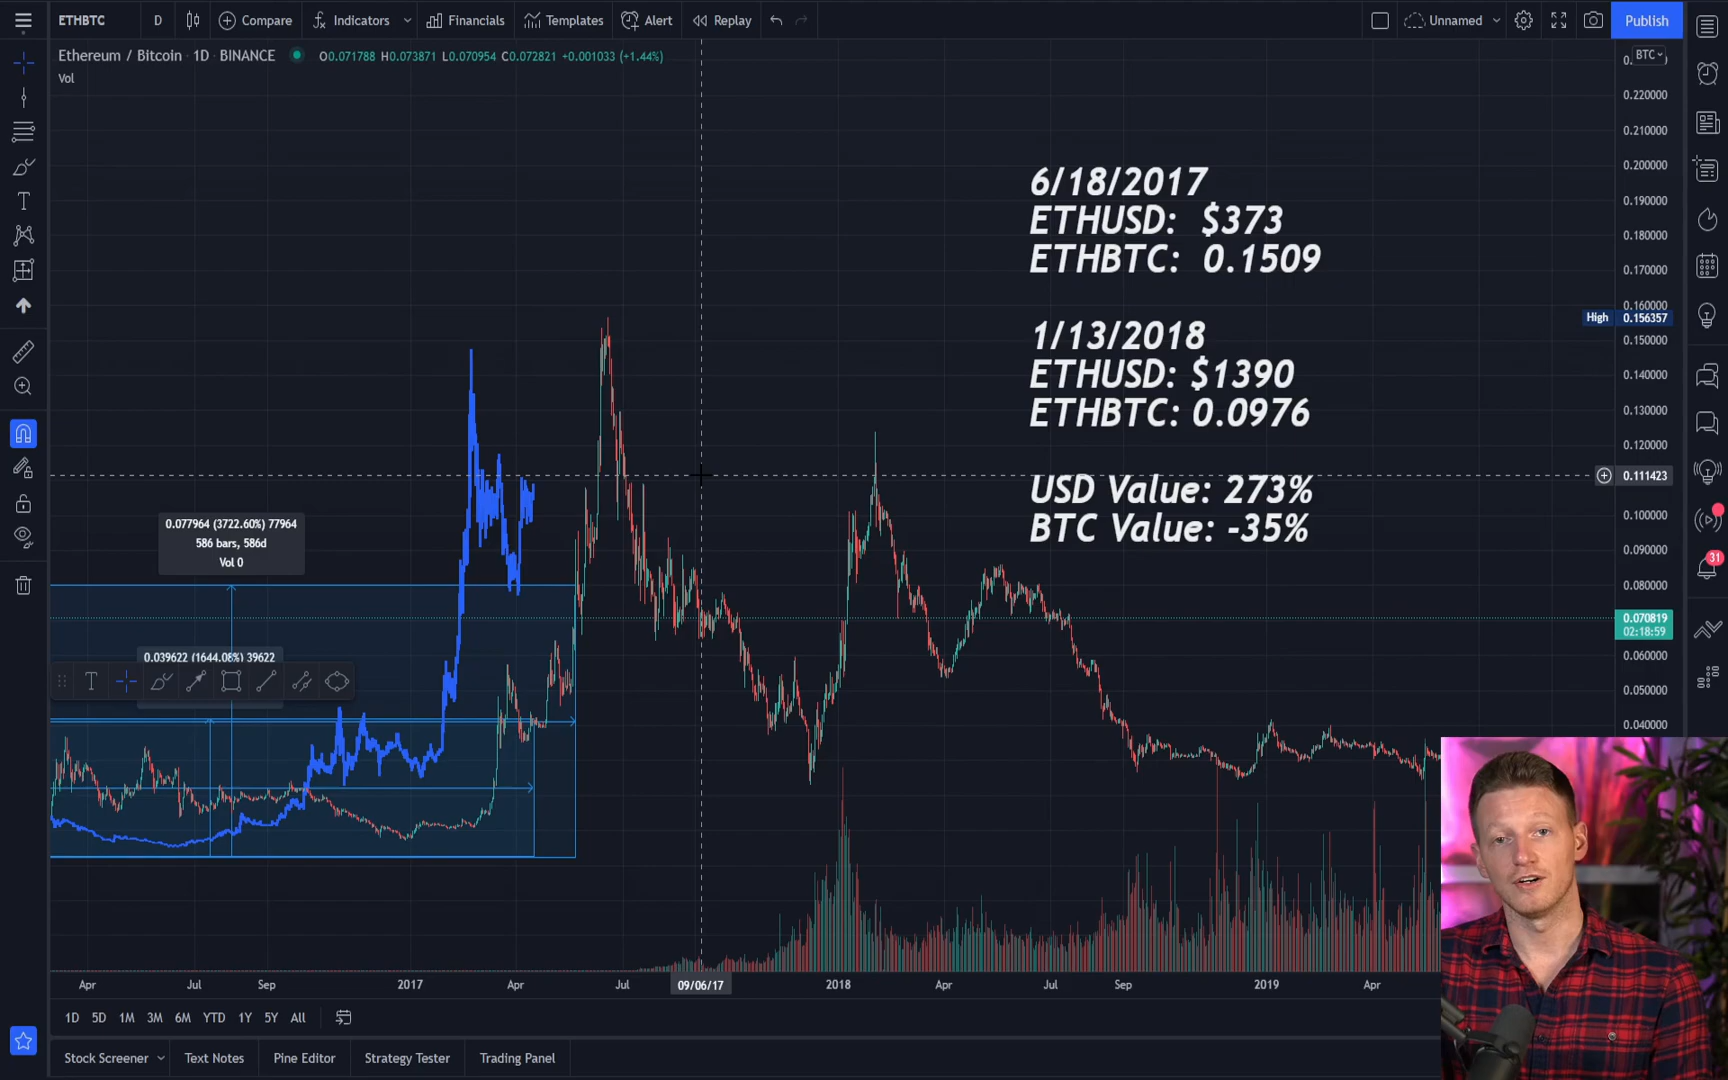 ETHBTC D Compare Indicators Financials Templates Alert Replay Unnamed Publish
Ethereum / Bitcoin · 1D · BINANCE O0.071788 H0.073871 L0.070954 C0.072821 +0.001033 (+1.44%)
BTC
Vol
0.220000
0.210000
0.200000
0.190000
0.180000
0.170000
0.160000
High 0.156357
0.150000
0.140000
0.130000
0.120000
0.111423
0.100000
0.090000
0.080000
0.070819
02:18:59
0.060000
0.050000
0.040000
6/18/2017
ETHUSD: $373
ETHBTC: 0.1509
1/13/2018
ETHUSD: $1390
ETHBTC: 0.0976
USD Value: 273%
BTC Value: -35%
0.077964 (3722.60%) 77964
586 bars, 586d
Vol 0
0.039622 (1644.08%) 39622
31
Apr Jul Sep 2017 Apr Jul 09/06/17 2018 Apr Jul Sep 2019 Apr
1D 5D 1M 3M 6M YTD 1Y 5Y All
Stock Screener Text Notes Pine Editor Strategy Tester Trading Panel